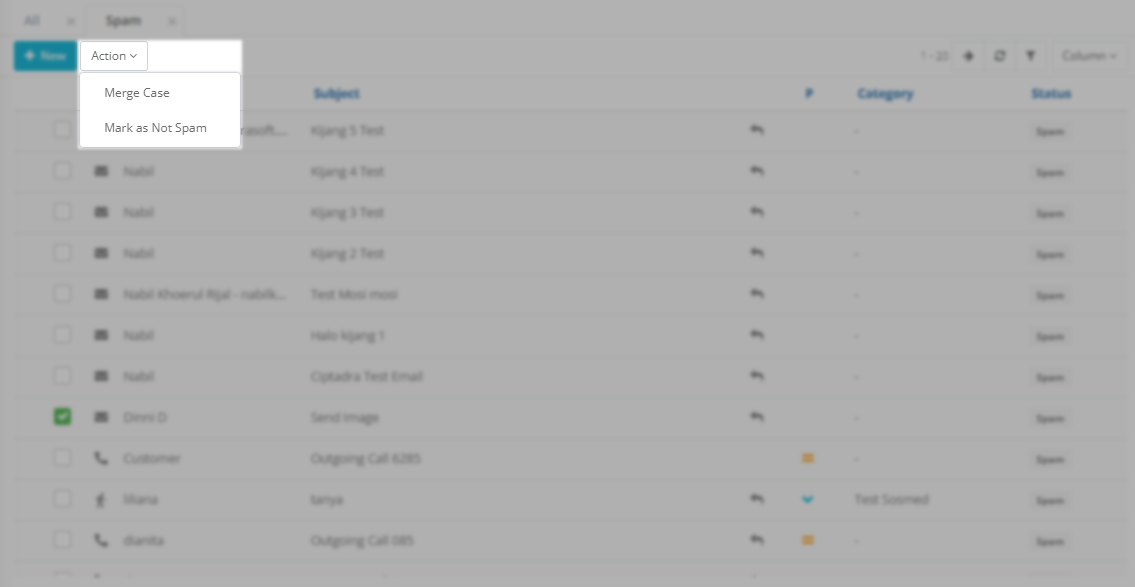 All
Spam
New
Action
1 - 20
Column
Merge Case
Mark as Not Spam
Subject
P
Category
Status
rasoft.... Kijang 5 Test - Spam
Nabil Kijang 4 Test - Spam
Nabil Kijang 3 Test - Spam
Nabil Kijang 2 Test - Spam
Nabil Khoerul Rijal - nabilk... Test Mosi mosi - Spam
Nabil Halo kijang 1 - Spam
Nabil Ciptadra Test Email - Spam
Dinni D Send image - Spam
Customer Outgoing Call 6285 - Spam
liliana tanya Test Sosmed Spam
dianita Outgoing Call 085 - Spam